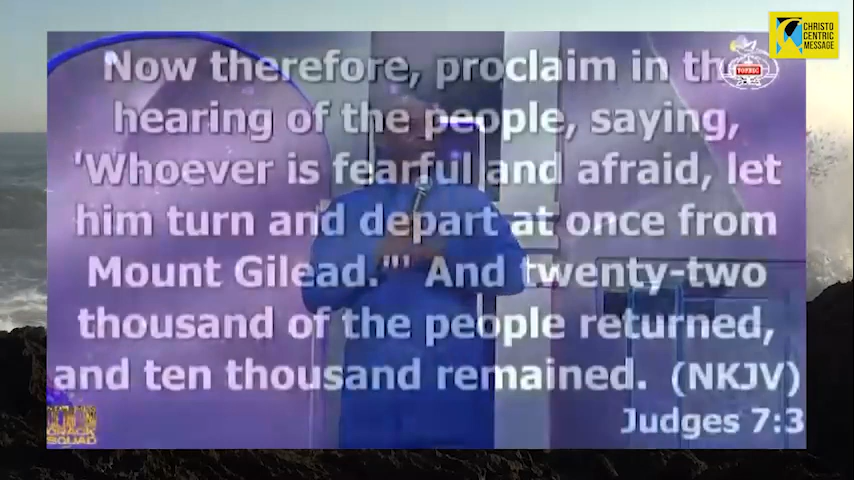 CHRISTO
CENTRIC
MESSAGE
Now therefore, proclaim in the
hearing of the people, saying,
'Whoever is fearful and afraid, let
him turn and depart at once from
Mount Gilead."' And twenty-two
thousand of the people returned,
and ten thousand remained. (NKJV)
Judges 7:3
SQUAD